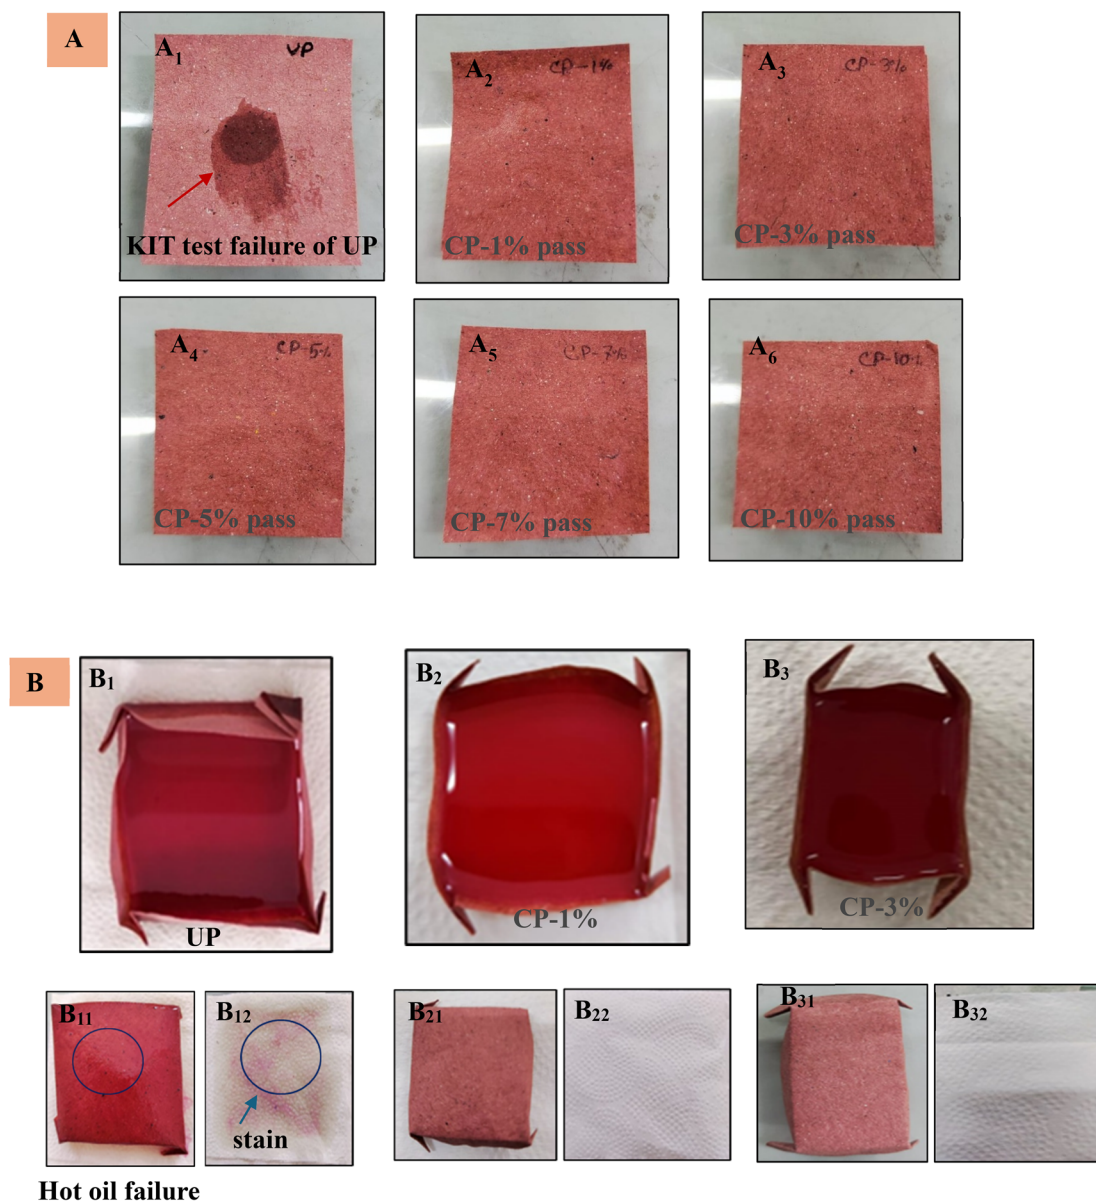 A
A1
UP
KIT test failure of UP
A2
CP-1%
CP-1% pass
A3
CP-3%
CP-3% pass
A4
CP-5%
CP-5% pass
A5
CP-7%
CP-7% pass
A6
CP-10%
CP-10% pass
B
B1
UP
B2
CP-1%
B3
CP-3%
B11
B12
stain
B21
B22
B31
B32
Hot oil failure